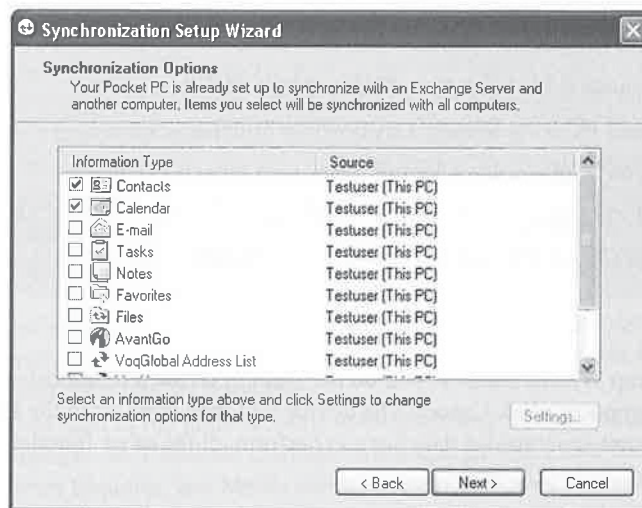 Synchronization Setup Wizard
Synchronization Options
Your Pocket PC is already set up to synchronize with an Exchange Server and
another computer. Items you select will be synchronized with all computers.
Information Type Source
Contacts Testuser (This PC)
Calendar Testuser (This PC)
E-mail Testuser (This PC)
Tasks Testuser (This PC)
Notes Testuser (This PC)
Favorites Testuser (This PC)
Files Testuser (This PC)
AvantGo Testuser (This PC)
VoqGlobal Address List Testuser (This PC)
Select an information type above and click Settings to change
synchronization options for that type.
Settings...
< Back Next > Cancel